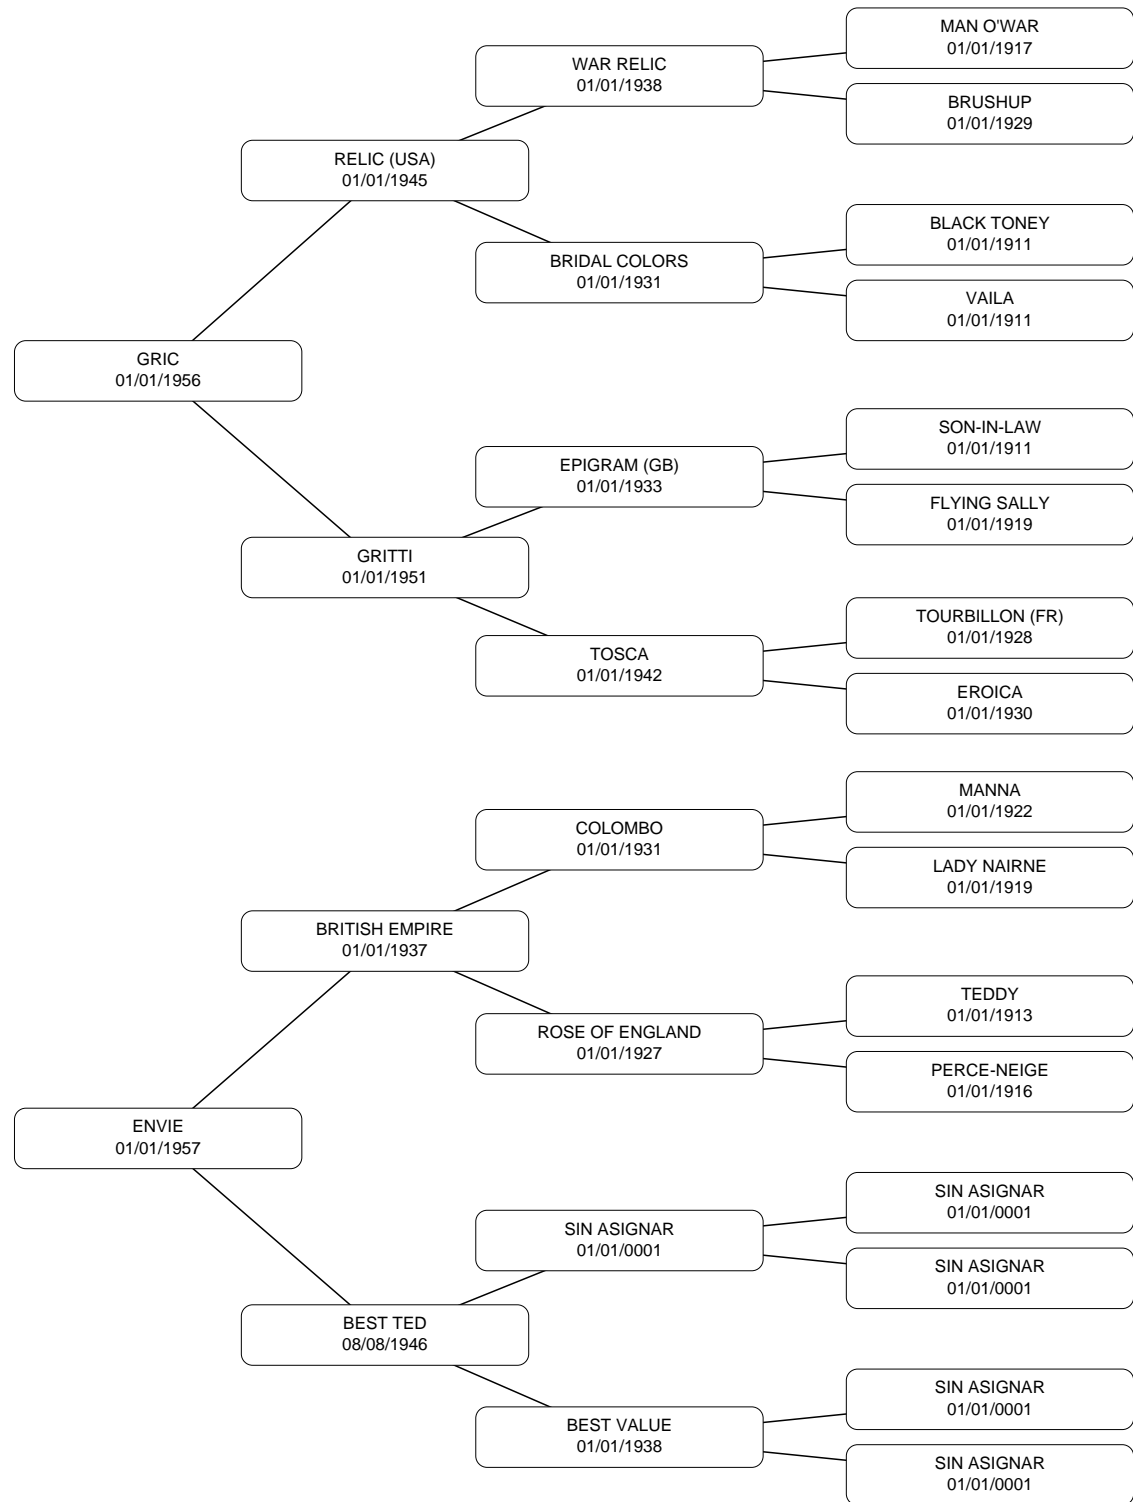 MAN O'WAR
01/01/1917
WAR RELIC
01/01/1938
BRUSHUP
01/01/1929
RELIC (USA)
01/01/1945
BLACK TONEY
01/01/1911
BRIDAL COLORS
01/01/1931
VAILA
01/01/1911
GRIC
01/01/1956
SON-IN-LAW
01/01/1911
EPIGRAM (GB)
01/01/1933
FLYING SALLY
01/01/1919
GRITTI
01/01/1951
TOURBILLON (FR)
01/01/1928
TOSCA
01/01/1942
EROICA
01/01/1930
MANNA
01/01/1922
COLOMBO
01/01/1931
LADY NAIRNE
01/01/1919
BRITISH EMPIRE
01/01/1937
TEDDY
01/01/1913
ROSE OF ENGLAND
01/01/1927
PERCE-NEIGE
01/01/1916
ENVIE
01/01/1957
SIN ASIGNAR
01/01/0001
SIN ASIGNAR
01/01/0001
SIN ASIGNAR
01/01/0001
BEST TED
08/08/1946
SIN ASIGNAR
01/01/0001
BEST VALUE
01/01/1938
SIN ASIGNAR
01/01/0001